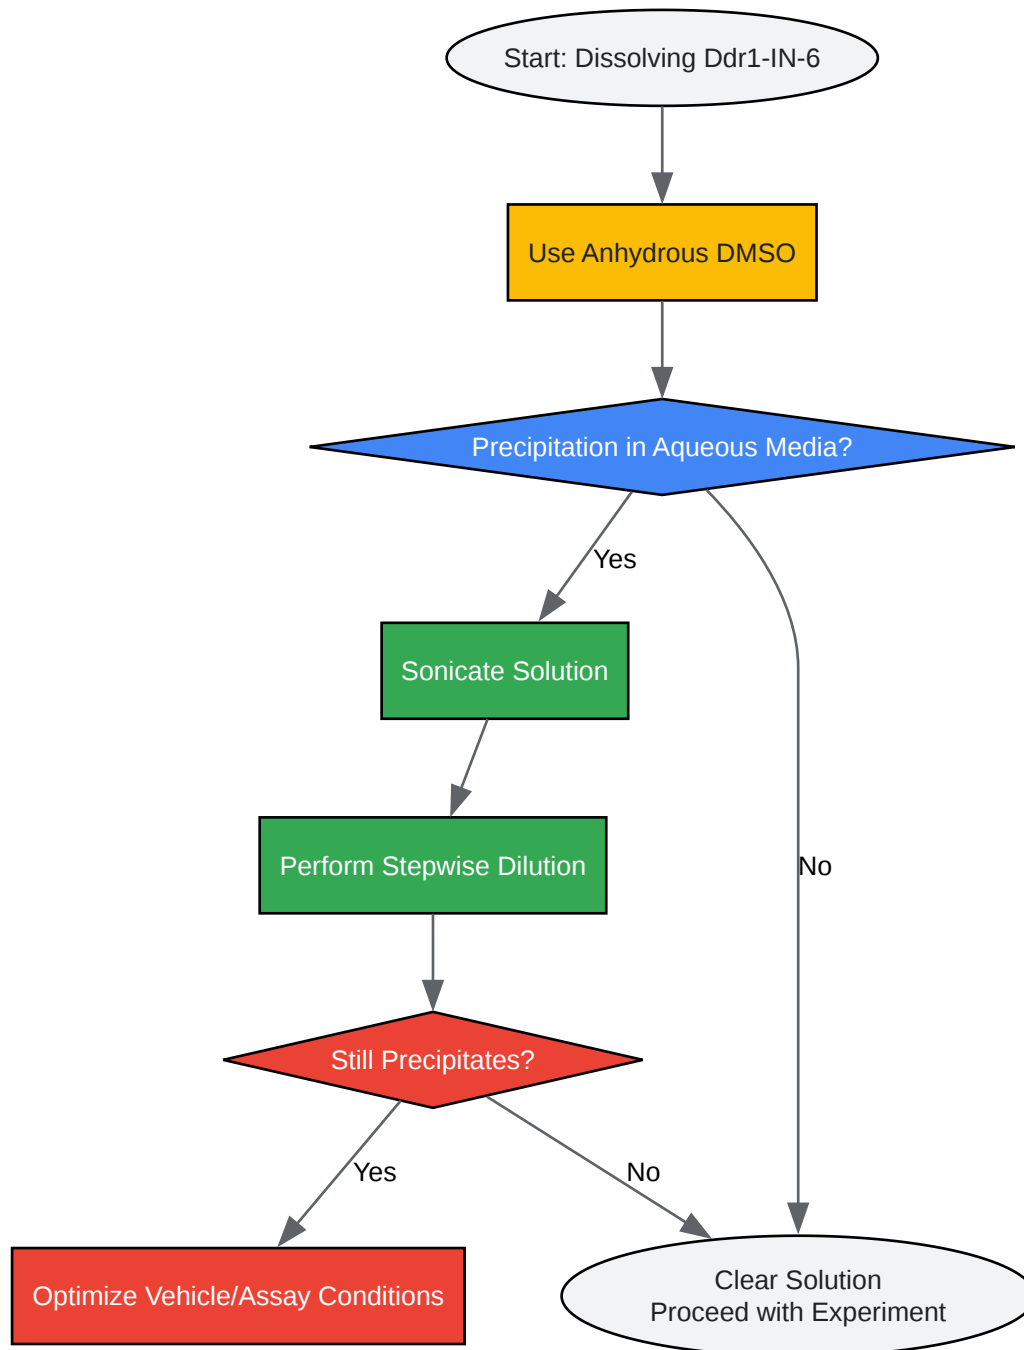 Start: Dissolving Ddr1-IN-6
Use Anhydrous DMSO
Precipitation in Aqueous Media?
Yes
Sonicate Solution
Perform Stepwise Dilution
No
Still Precipitates?
Yes
No
Optimize Vehicle/Assay Conditions
Clear Solution
Proceed with Experiment